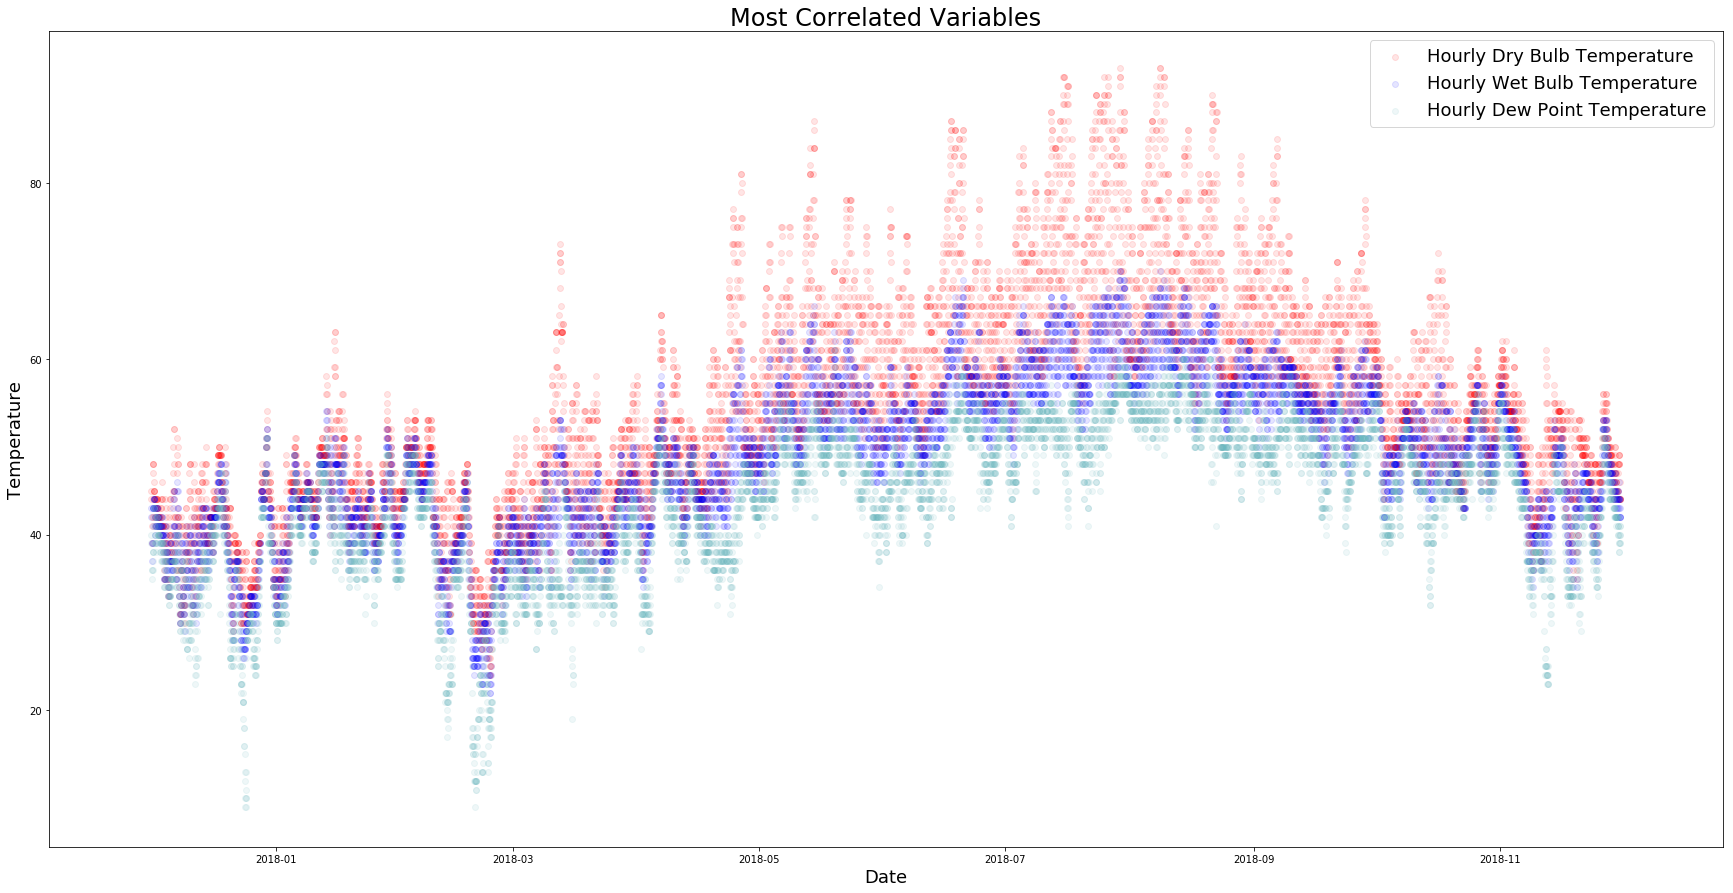 Most Correlated Variables
Hourly Dry Bulb Temperature
Hourly Wet Bulb Temperature
Hourly Dew Point Temperature
Temperature
80
60
40
20
2018-01
2018-03
2018-05
2018-07
2018-09
2018-11
Date